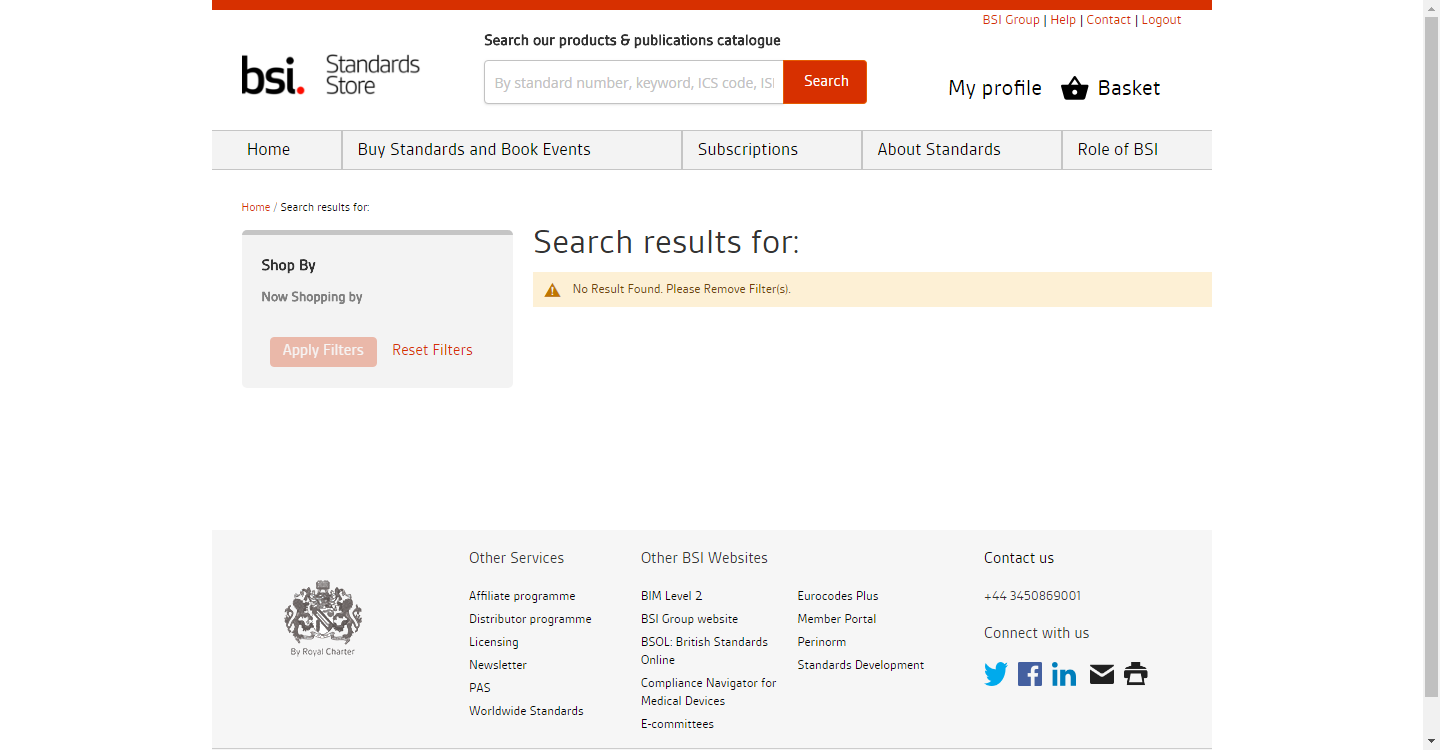 BSI Group | Help | Contact | Logout
Search our products & publications catalogue
bsi. Standards Store
By standard number, keyword, ICS code, ISI
Search
My profile
Basket
Home
Buy Standards and Book Events
Subscriptions
About Standards
Role of BSI
Home / Search results for:
Shop By
Now Shopping by
Apply Filters
Reset Filters
Search results for:
No Result Found. Please Remove Filter(s).
By Royal Charter
Other Services
Affiliate programme
Distributor programme
Licensing
Newsletter
PAS
Worldwide Standards
Other BSI Websites
BIM Level 2
BSI Group website
BSOL: British Standards
Online
Compliance Navigator for
Medical Devices
E-committees
Eurocodes Plus
Member Portal
Perinorm
Standards Development
Contact us
+44 3450869001
Connect with us